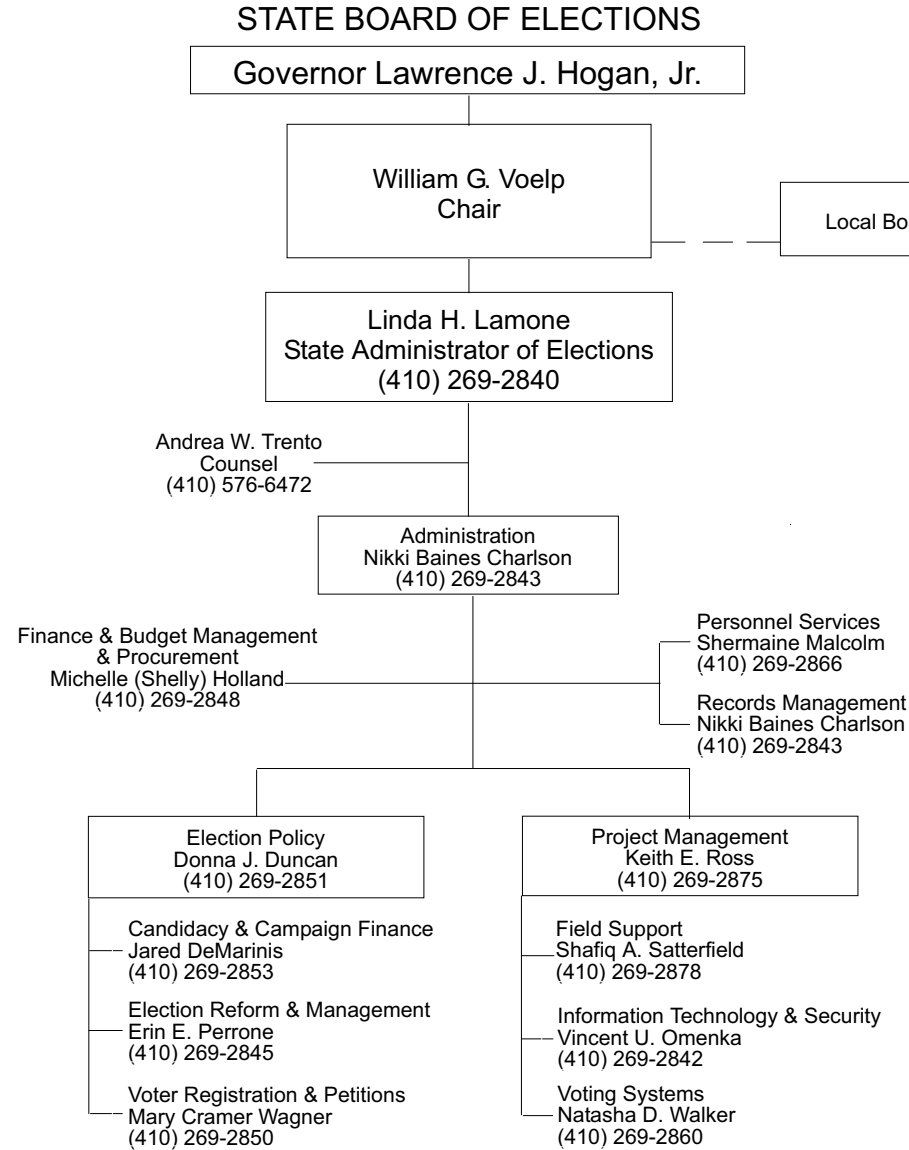 STATE BOARD OF ELECTIONS
Governor Lawrence J. Hogan, Jr.
William G. Voelp
Chair
Local
Linda H. Lamone
State Administrator of Elections
(410) 269-2840
Andrea W. Trento
Counsel
(410) 576-6472
Administration
Nikki Baines Charlson
(410) 269-2843
Finance & Budget Management
& Procurement
Michelle (Shelly) Holland
(410) 269-2848
Personnel Services
Shermaine Malcolm
(410) 269-2866
Records Management
Nikki Baines Charlson
(410) 269-2843
Election Policy
Donna J. Duncan
(410) 269-2851
Candidacy & Campaign Finance
Jared DeMarinis
(410) 269-2853
Election Reform & Management
Erin E. Perrone
(410) 269-2845
Voter Registration & Petitions
Mary Cramer Wagner
(410) 269-2850
Project Management
Keith E. Ross
(410) 269-2875
Field Support
Shafiq A. Satterfield
(410) 269-2878
Information Technology & Security
Vincent U. Omenka
(410) 269-2842
Voting Systems
Natasha D. Walker
(410) 269-2860